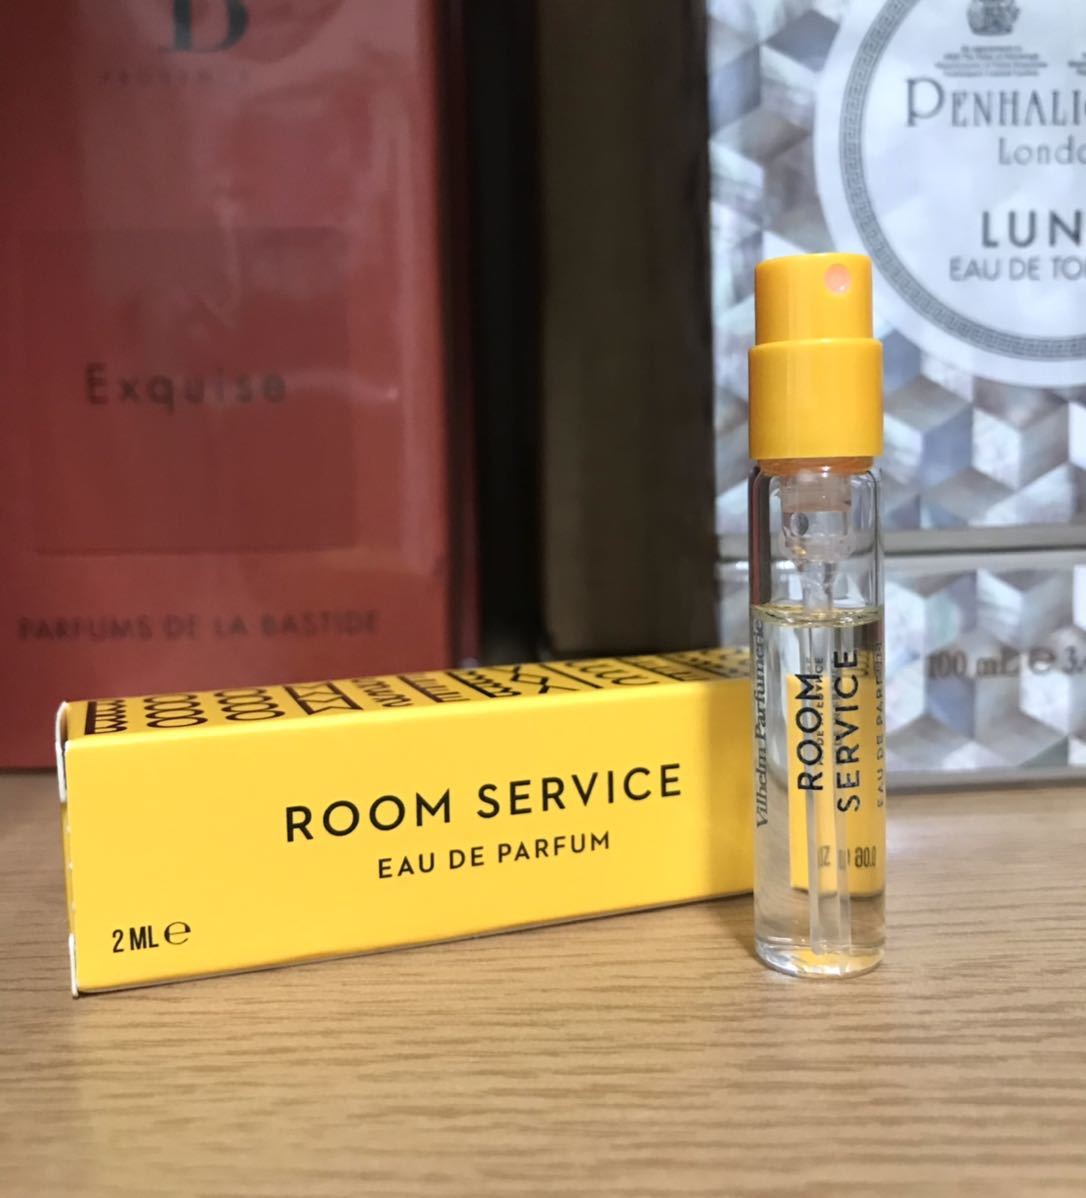 Exquise
PARFUMS DE LA BASTIDE
PENHALIG
London
LUN
EAU DE TO
100 mL e 3.
ROOM SERVICE
EAU DE PARFUM
2 ML e
Vilhelm Parfumerie
ROOM
SERVICE
EAU DE PARFUM